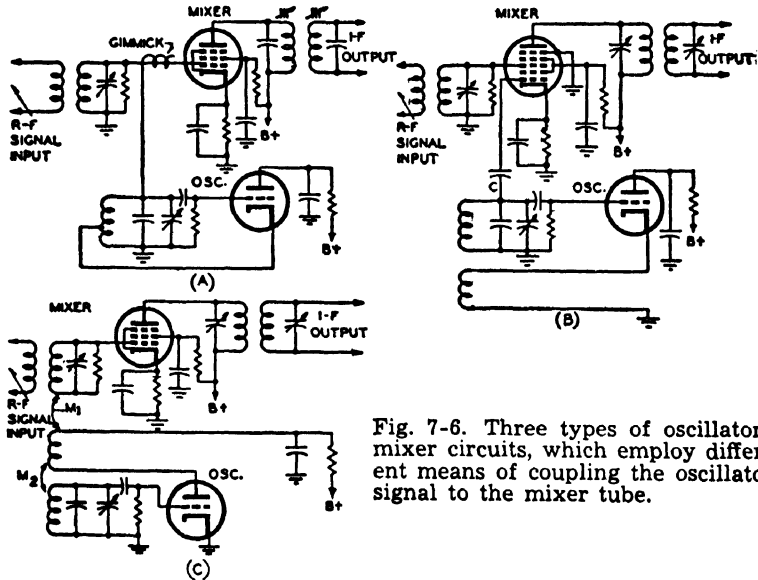 MIXER
GIMMICK
I-F
OUTPUT
R-F
SIGNAL
INPUT
B+
OSC.
B+
(A)
MIXER
I-F
OUTPUT
R-F
SIGNAL
INPUT
B+
C
OSC.
B+
(B)
MIXER
I-F
OUTPUT
R-F
SIGNAL
INPUT
M1
B+
M2
OSC.
B+
(C)
Fig. 7-6. Three types of oscillator
mixer circuits, which employ differ
ent means of coupling the oscillato
signal to the mixer tube.